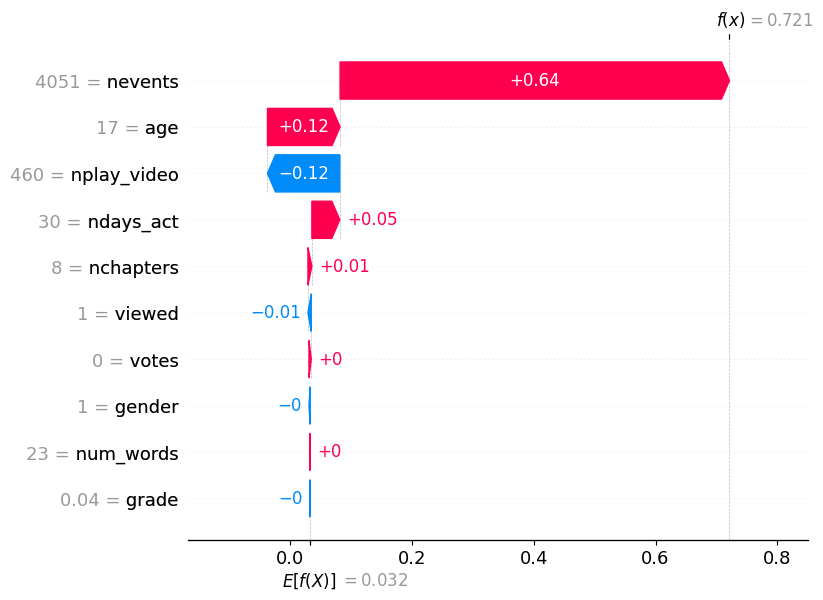 f(x) = 0.721
4051 = nevents +0.64
17 = age +0.12
460 = nplay_video −0.12
30 = ndays_act +0.05
8 = nchapters +0.01
1 = viewed −0.01
0 = votes +0
1 = gender −0
23 = num_words +0
0.04 = grade −0
0.0 0.2 0.4 0.6 0.8
E[f(X)] = 0.032